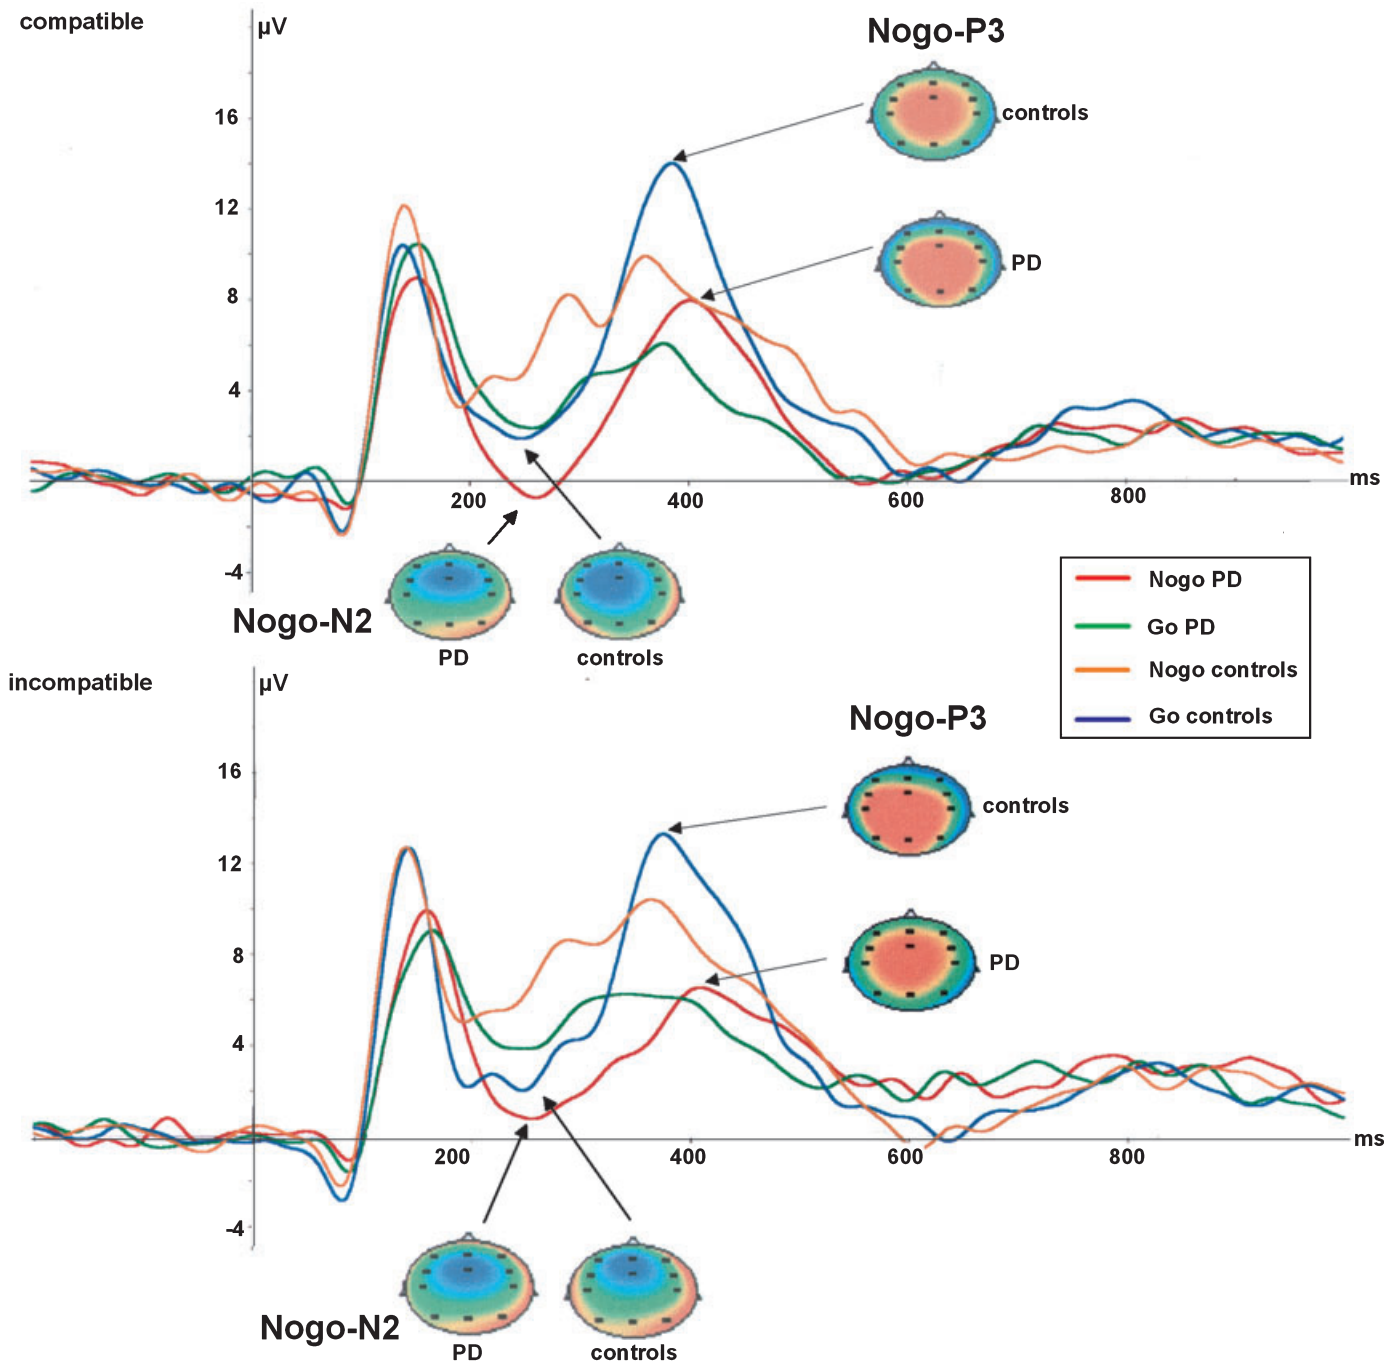 compatible
µV
Nogo-P3
controls
PD
16
12
8
4
-4
200
400
600
800
ms
Nogo-N2
PD
controls
Nogo PD
Go PD
Nogo controls
Go controls
incompatible
µV
Nogo-P3
controls
PD
16
12
8
4
-4
200
400
600
800
ms
Nogo-N2
PD
controls